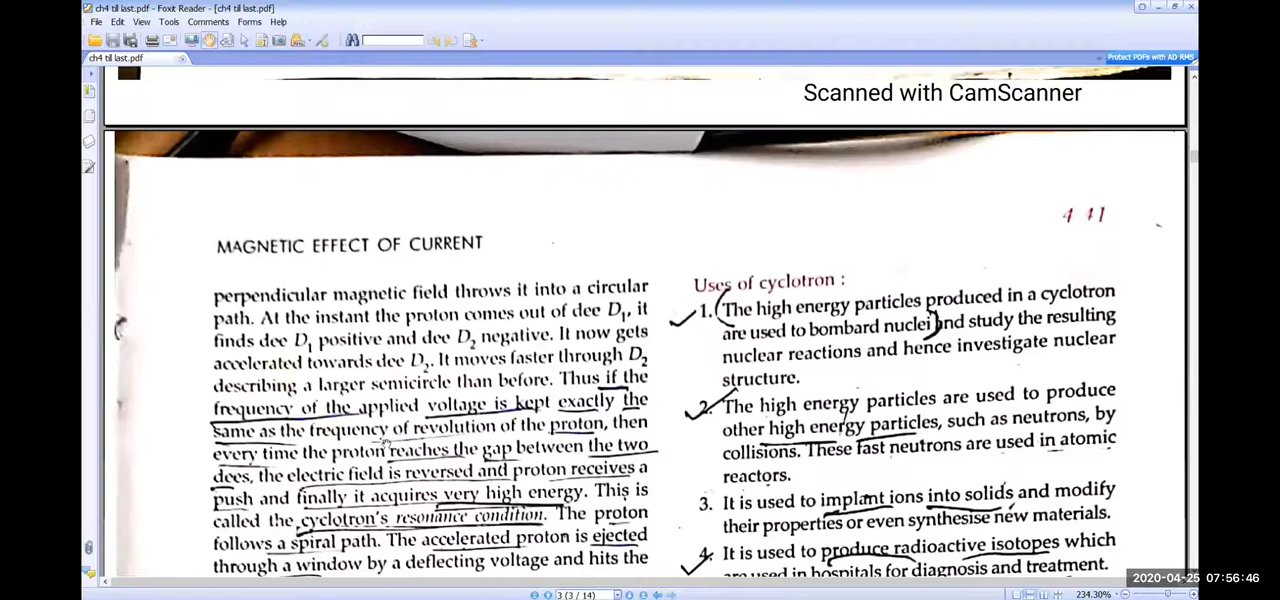 ch4 till last.pdf - Foxit Reader - [ch4 till last.pdf]
File Edit View Tools Comments Forms Help
ch4 till last.pdf
Protect PDFs with AD RMS
Scanned with CamScanner
4 41
MAGNETIC EFFECT OF CURRENT
perpendicular magnetic field throws it into a circular
path. At the instant the proton comes out of dee D1, it
finds dee D1 positive and dee D2 negative. It now gets
accelerated towards dee D2. It moves faster through D2
describing a larger semicircle than before. Thus if the
frequency of the applied voltage is kept exactly the
same as the frequency of revolution of the proton, then
every time the proton reaches the gap between the two
dees, the electric field is reversed and proton receives a
push and finally it acquires very high energy. This is
called the cyclotron's resonance condition. The proton
follows a spiral path. The accelerated proton is ejected
through a window by a deflecting voltage and hits the
Uses of cyclotron :
1. The high energy particles produced in a cyclotron
are used to bombard nuclei and study the resulting
nuclear reactions and hence investigate nuclear
structure.
2. The high energy particles are used to produce
other high energy particles, such as neutrons, by
collisions. These fast neutrons are used in atomic
reactors.
3. It is used to implant ions into solids and modify
their properties or even synthesise new materials.
4. It is used to produce radioactive isotopes which
are used in hospitals for diagnosis and treatment.
3 (3 / 14)
234.30%
2020-04-25 07:56:46